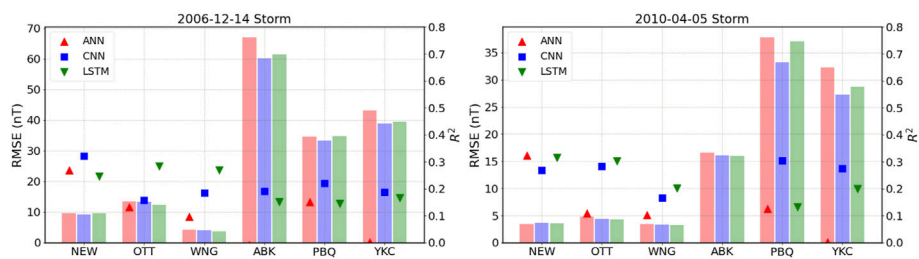 2006-12-14 Storm
70
60
50
40
30
20
10
0
RMSE (nT)
ANN
CNN
LSTM
0.8
0.7
0.6
0.5
0.4
0.3
0.2
0.1
0.0
R²
NEW OTT WNG ABK PBQ YKC
2010-04-05 Storm
35
30
25
20
15
10
5
0
RMSE (nT)
ANN
CNN
LSTM
0.8
0.7
0.6
0.5
0.4
0.3
0.2
0.1
0.0
R²
NEW OTT WNG ABK PBQ YKC